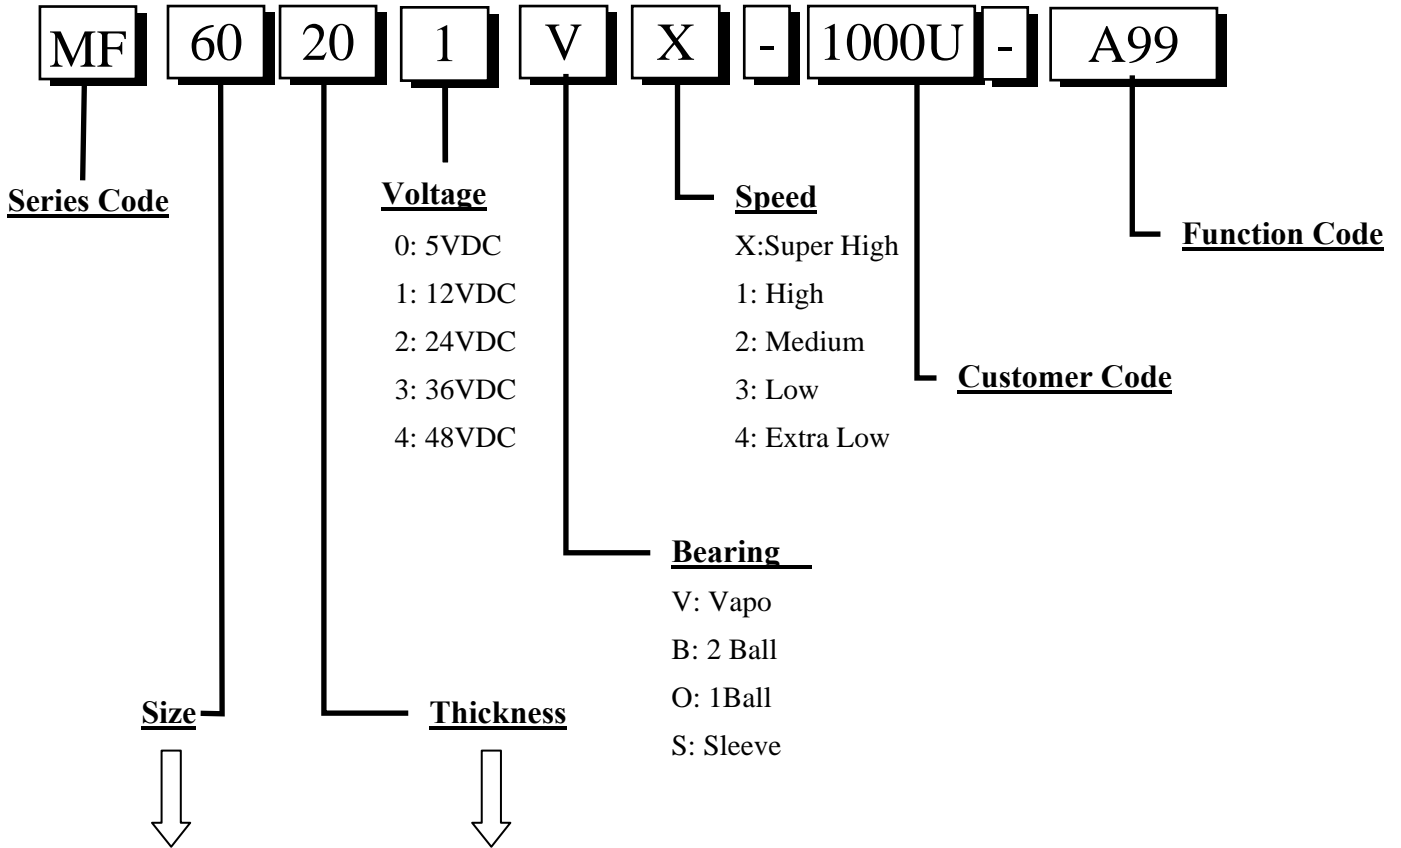 MF 60 20 1 V X - 1000U - A99
Series Code
Voltage
0: 5VDC
1: 12VDC
2: 24VDC
3: 36VDC
4: 48VDC
Speed
X:Super High
1: High
2: Medium
3: Low
4: Extra Low
Function Code
Customer Code
Bearing
V: Vapo
B: 2 Ball
O: 1Ball
S: Sleeve
Size
Thickness